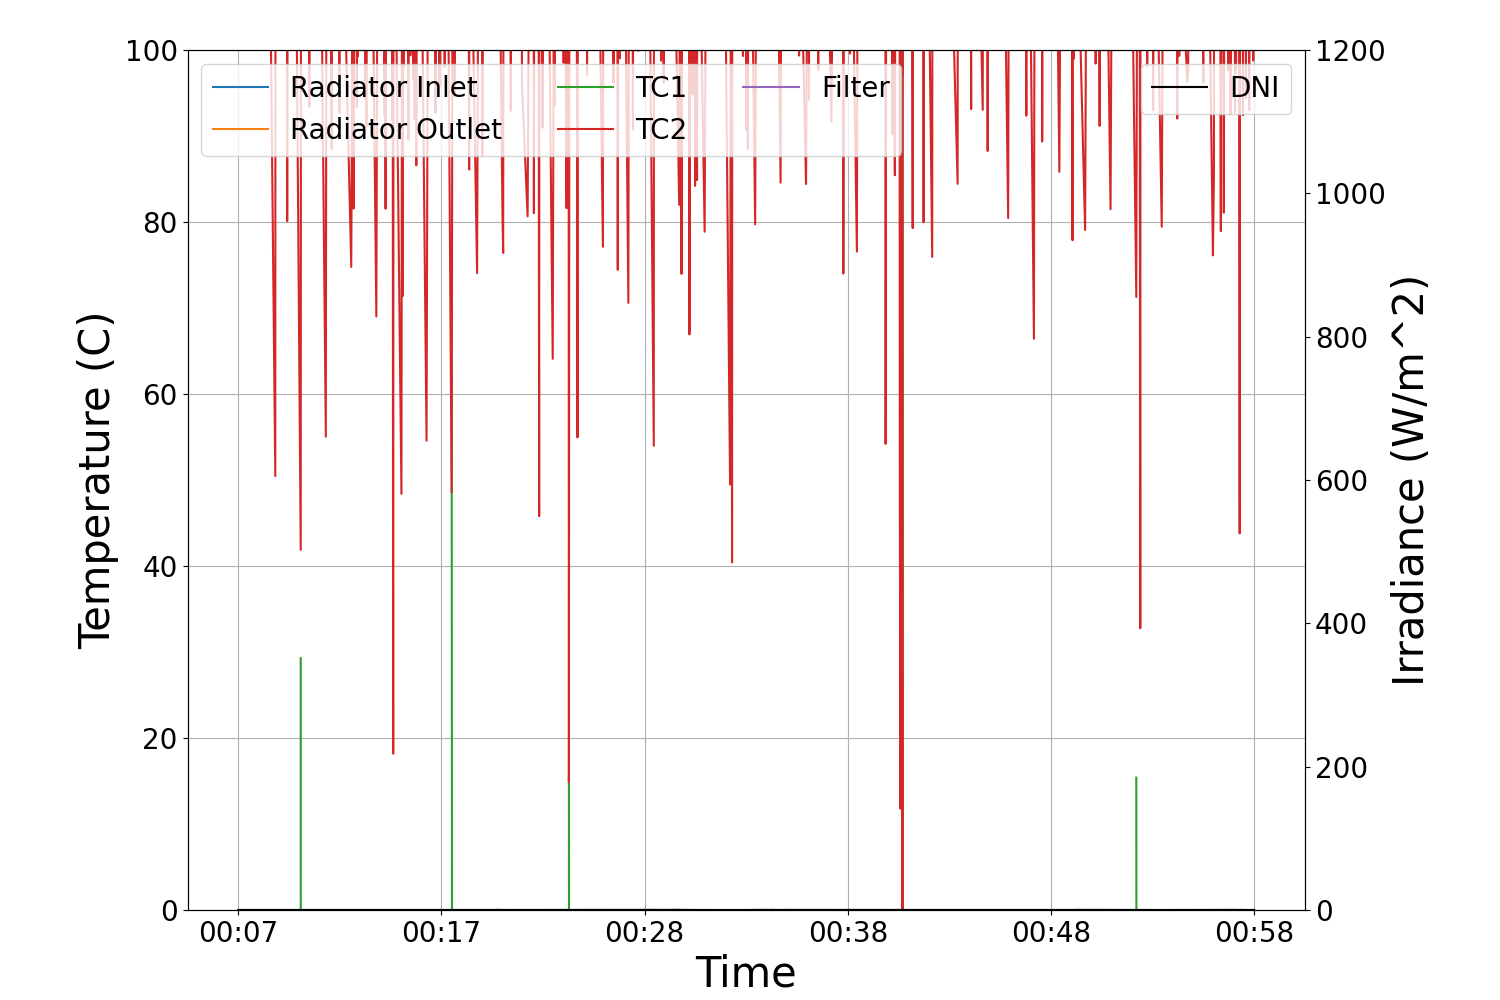 100
80
60
40
20
0
Temperature (C)
Radiator Inlet
Radiator Outlet
TC1
TC2
Filter
DNI
1200
1000
800
600
400
200
0
Irradiance (W/m^2)
00:07 00:17 00:28 00:38 00:48 00:58
Time